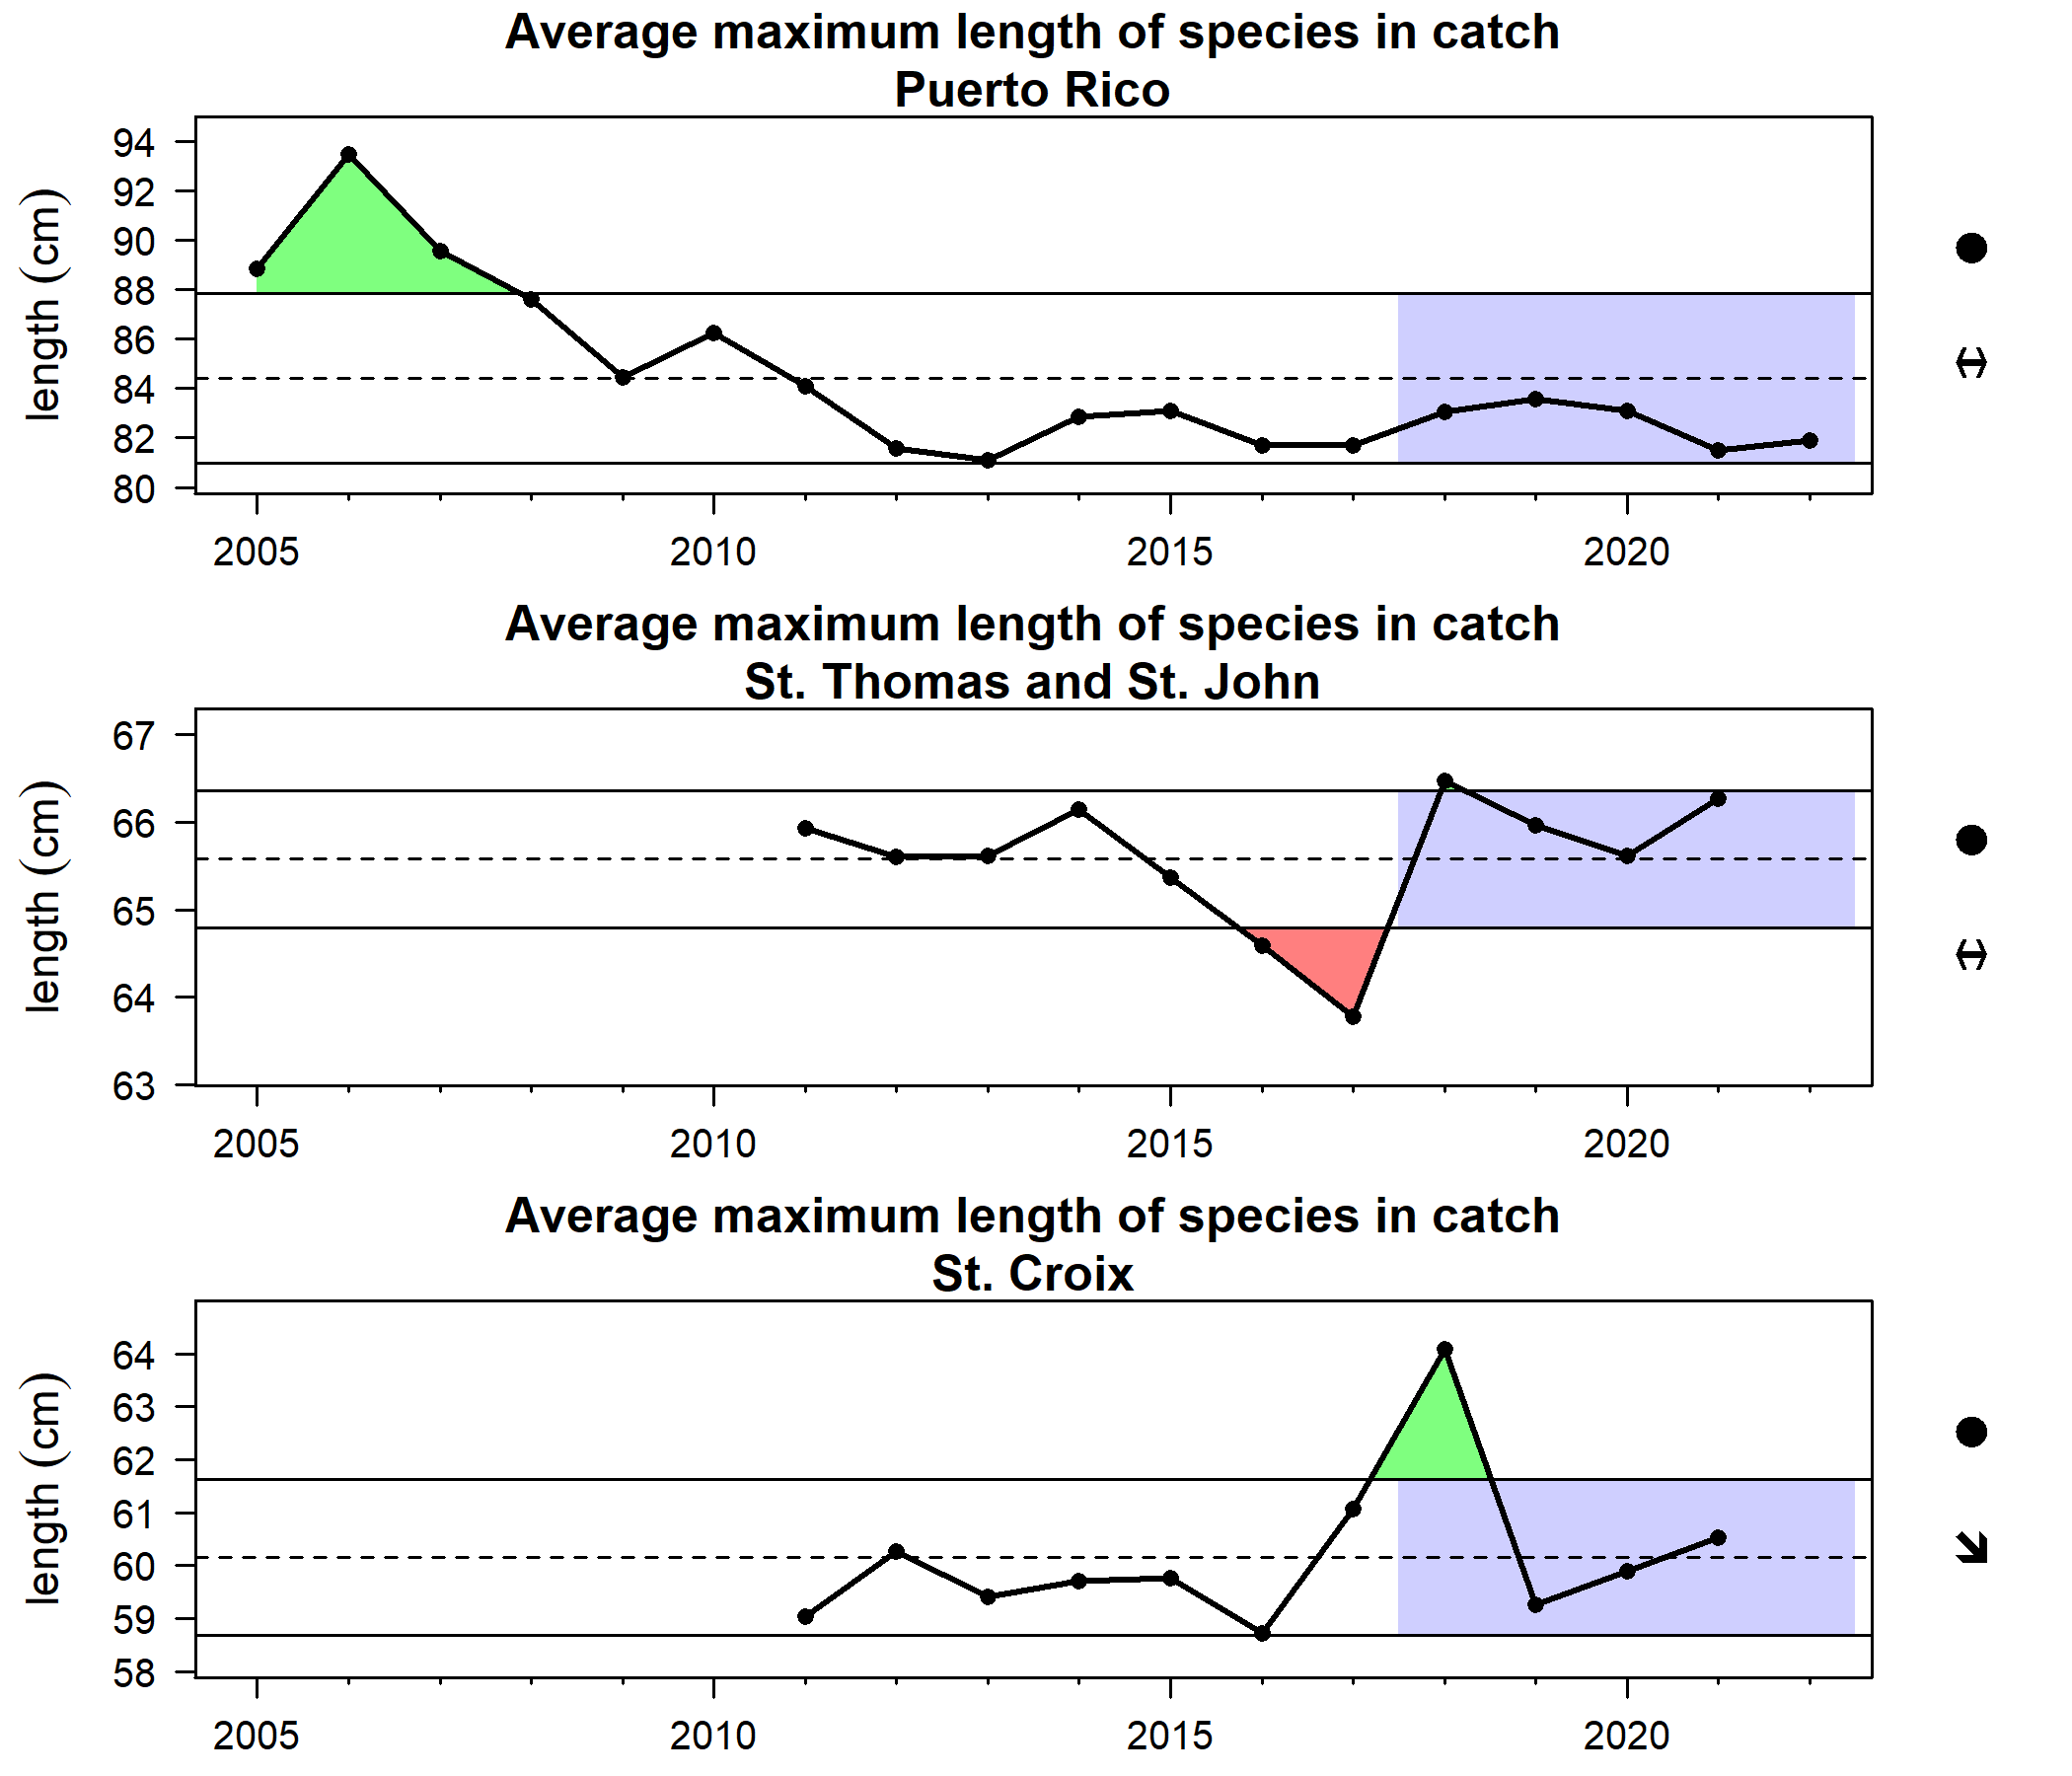 Average maximum length of species in catch
Puerto Rico
length (cm)
94
92
90
88
86
84
82
80
2005 2010 2015 2020
Average maximum length of species in catch
St. Thomas and St. John
length (cm)
67
66
65
64
63
2005 2010 2015 2020
Average maximum length of species in catch
St. Croix
length (cm)
64
63
62
61
60
59
58
2005 2010 2015 2020